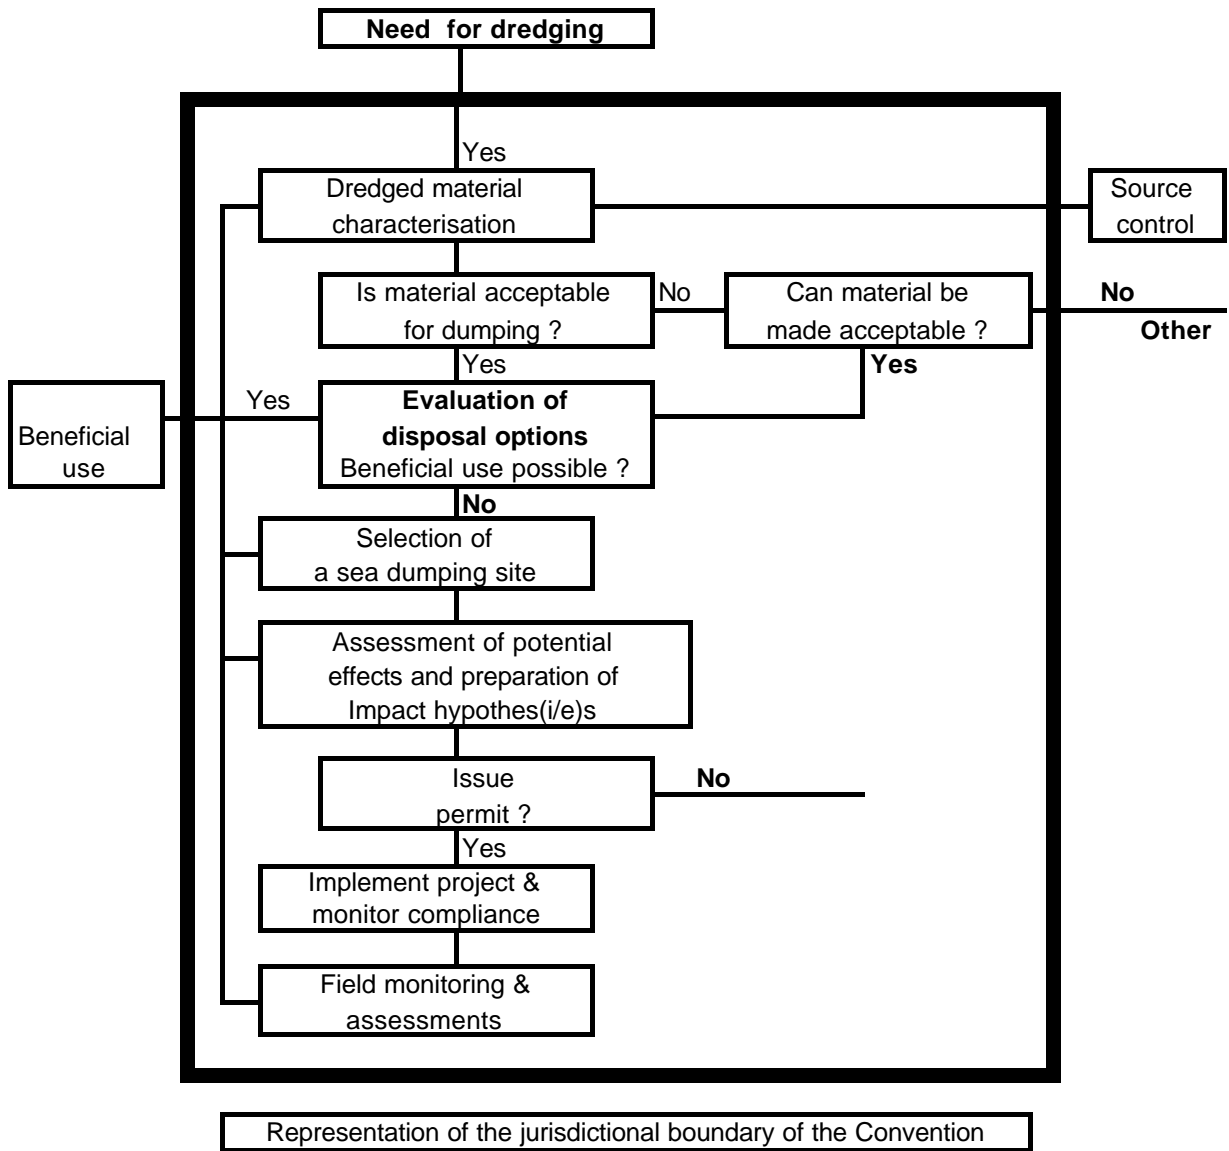 Need for dredging
Yes
Dredged material
characterisation
Source
control
Is material acceptable
for dumping ?
No
Can material be
made acceptable ?
No
Other
Yes
Yes
Yes
Beneficial
use
Evaluation of
disposal options
Beneficial use possible ?
No
Selection of
a sea dumping site
Assessment of potential
effects and preparation of
Impact hypothes(i/e)s
Issue
permit ?
No
Yes
Implement project &
monitor compliance
Field monitoring &
assessments
Representation of the jurisdictional boundary of the Convention